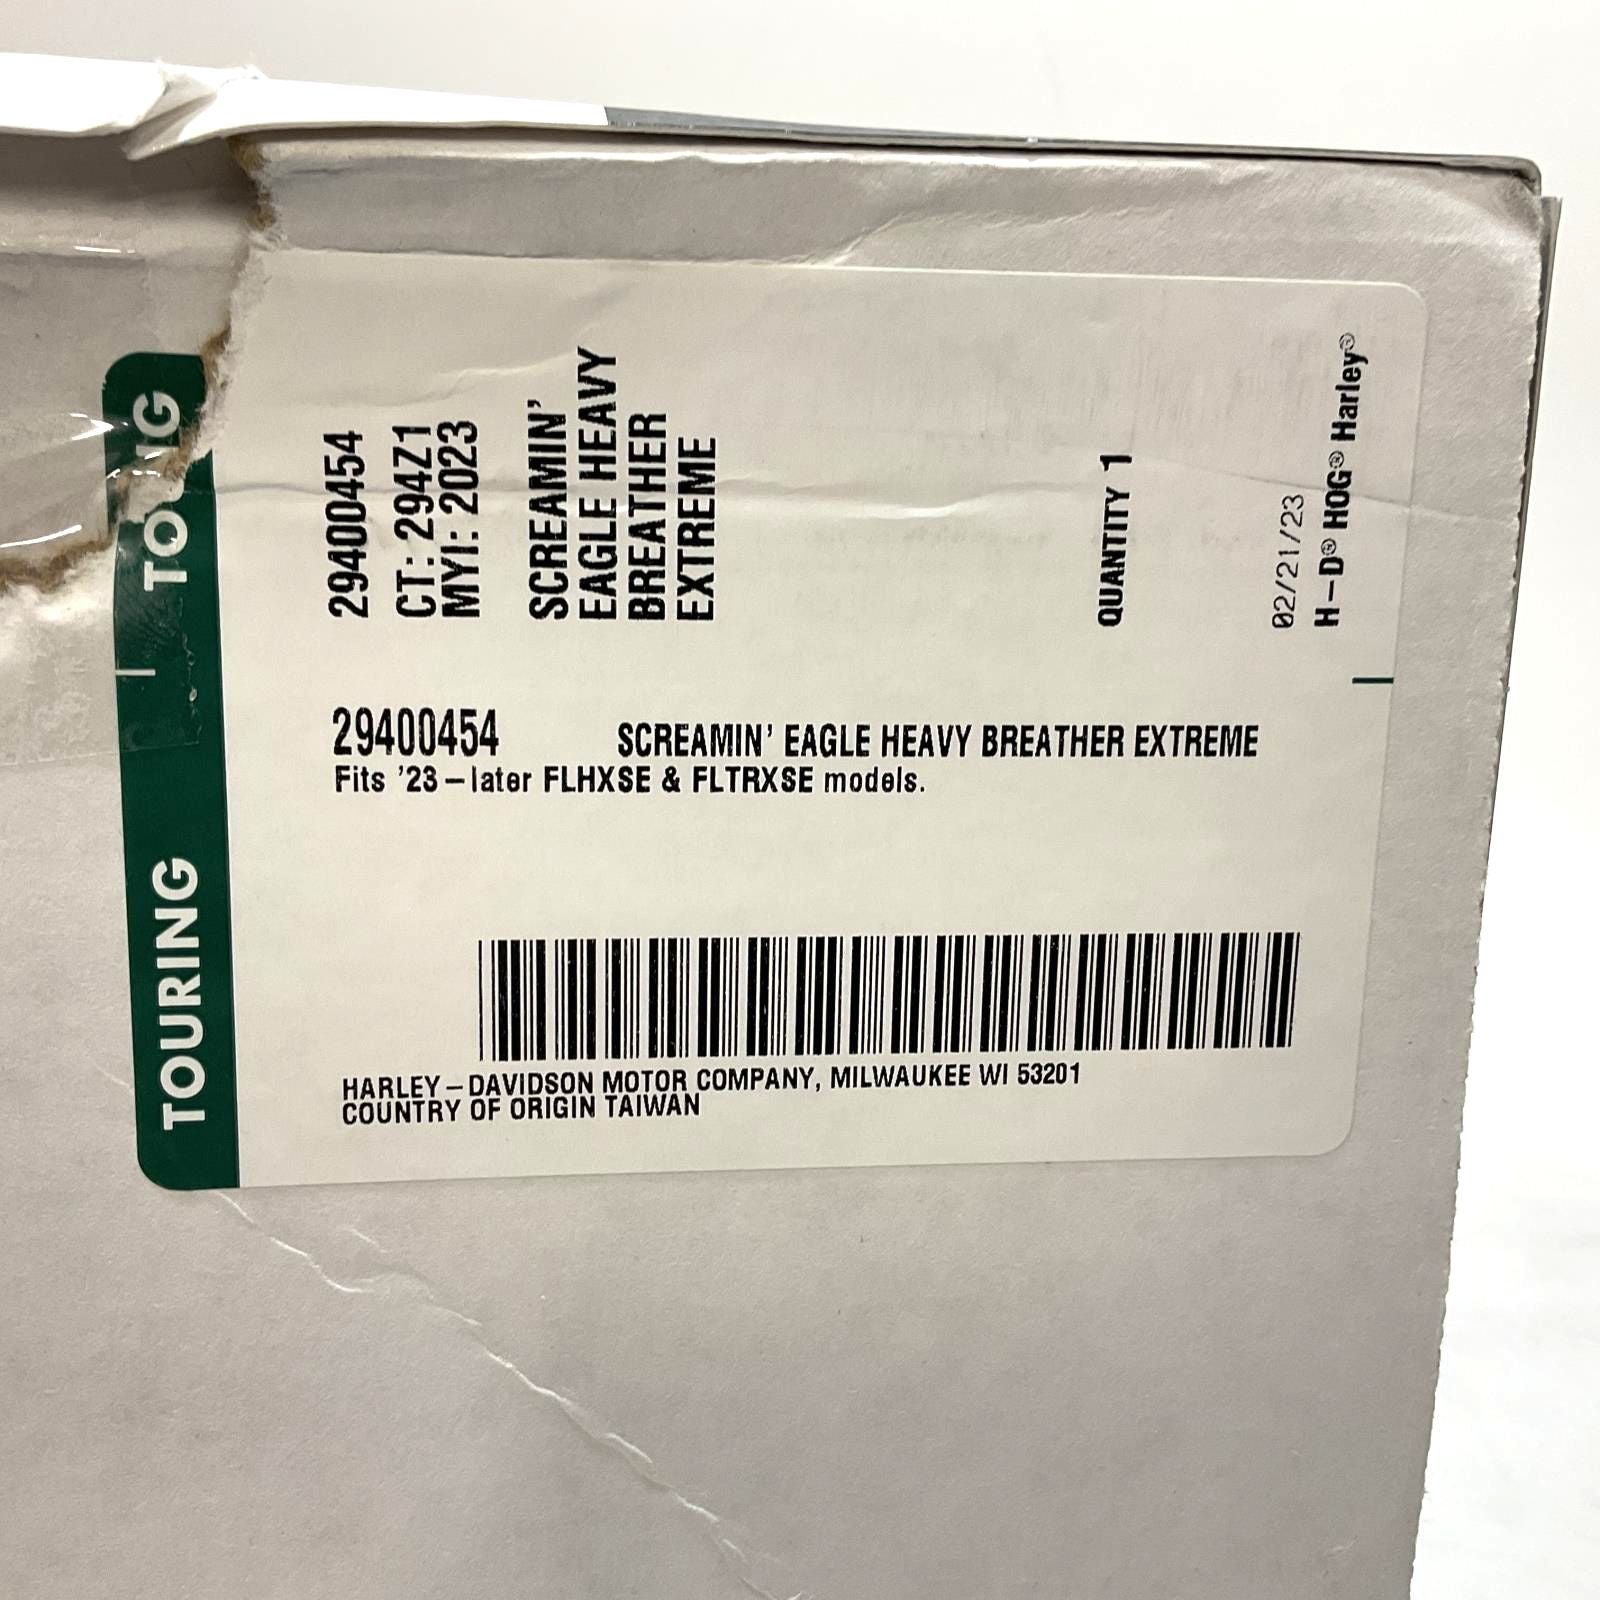 TOURING
29400454
CT: 294Z1
MYI: 2023
SCREAMIN'
EAGLE HEAVY
BREATHER
EXTREME
QUANTITY 1
02/21/23
H-D® HOG® Harley®
TOURING
29400454 SCREAMIN' EAGLE HEAVY BREATHER EXTREME
Fits '23-later FLHXSE & FLTRXSE models.
HARLEY-DAVIDSON MOTOR COMPANY, MILWAUKEE WI 53201
COUNTRY OF ORIGIN TAIWAN